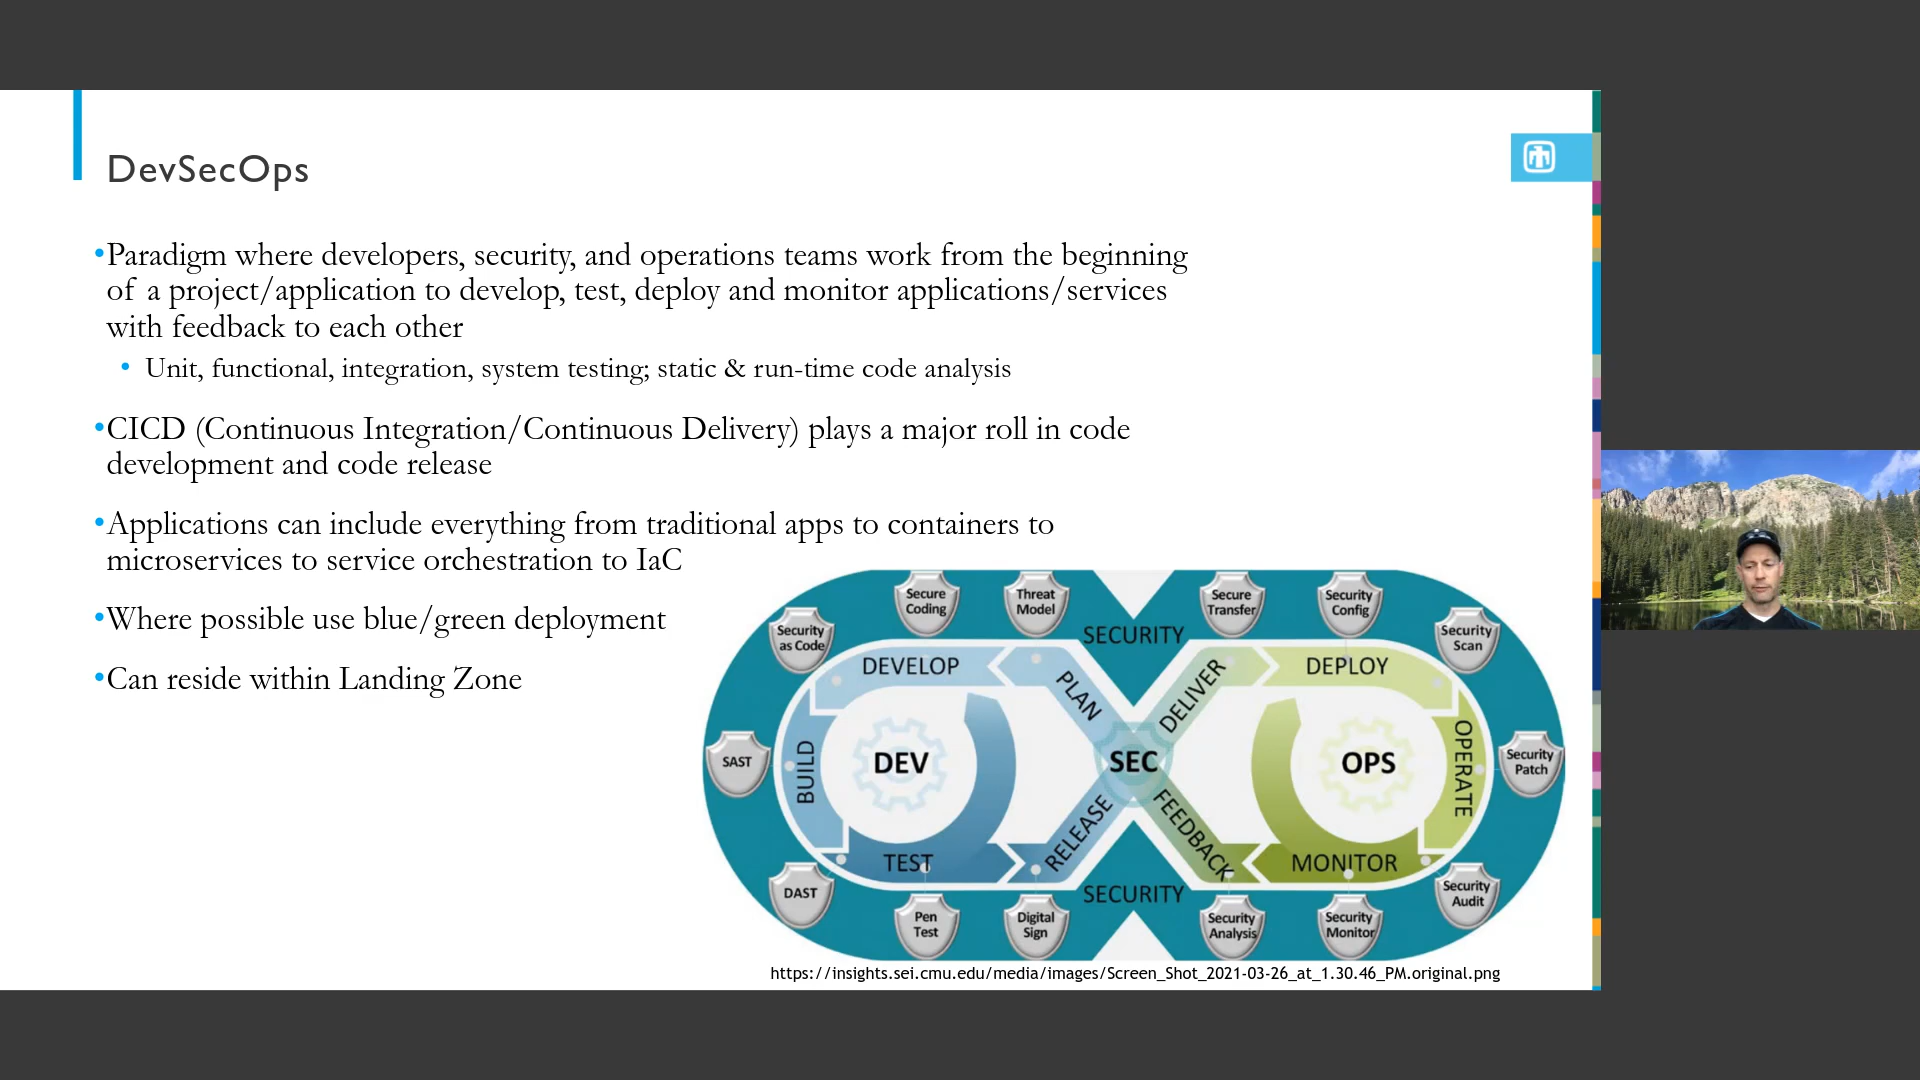 DevSecOps
•Paradigm where developers, security, and operations teams work from the beginning
of a project/application to develop, test, deploy and monitor applications/services
with feedback to each other
• Unit, functional, integration, system testing; static & run-time code analysis
•CICD (Continuous Integration/Continuous Delivery) plays a major roll in code
development and code release
•Applications can include everything from traditional apps to containers to
microservices to service orchestration to IaC
•Where possible use blue/green deployment
•Can reside within Landing Zone
Secure
Coding
Threat
Model
Secure
Transfer
Security
Config
Security
as Code
SECURITY
Security
Scan
DEVELOP
PLAN
DELIVER
DEPLOY
SAST
BUILD
DEV
SEC
OPS
OPERATE
Security
Patch
TEST
RELEASE
FEEDBACK
MONITOR
DAST
SECURITY
Security
Audit
Pen
Test
Digital
Sign
Security
Analysis
Security
Monitor
https://insights.sei.cmu.edu/media/images/Screen_Shot_2021-03-26_at_1.30.46_PM.original.png